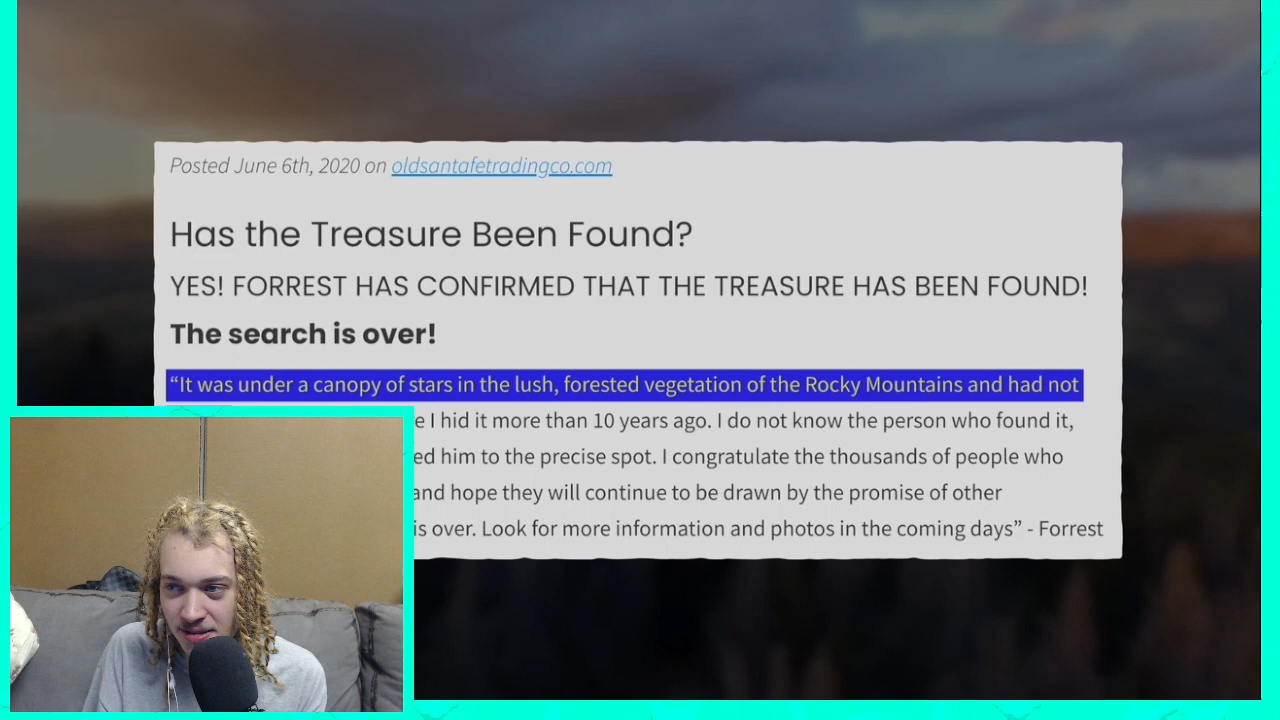 Posted June 6th, 2020 on oldsantafetradingco.com
Has the Treasure Been Found?
YES! FORREST HAS CONFIRMED THAT THE TREASURE HAS BEEN FOUND!
The search is over!
“It was under a canopy of stars in the lush, forested vegetation of the Rocky Mountains and had not
I hid it more than 10 years ago. I do not know the person who found it,
him to the precise spot. I congratulate the thousands of people who
and hope they will continue to be drawn by the promise of other
is over. Look for more information and photos in the coming days” - Forrest